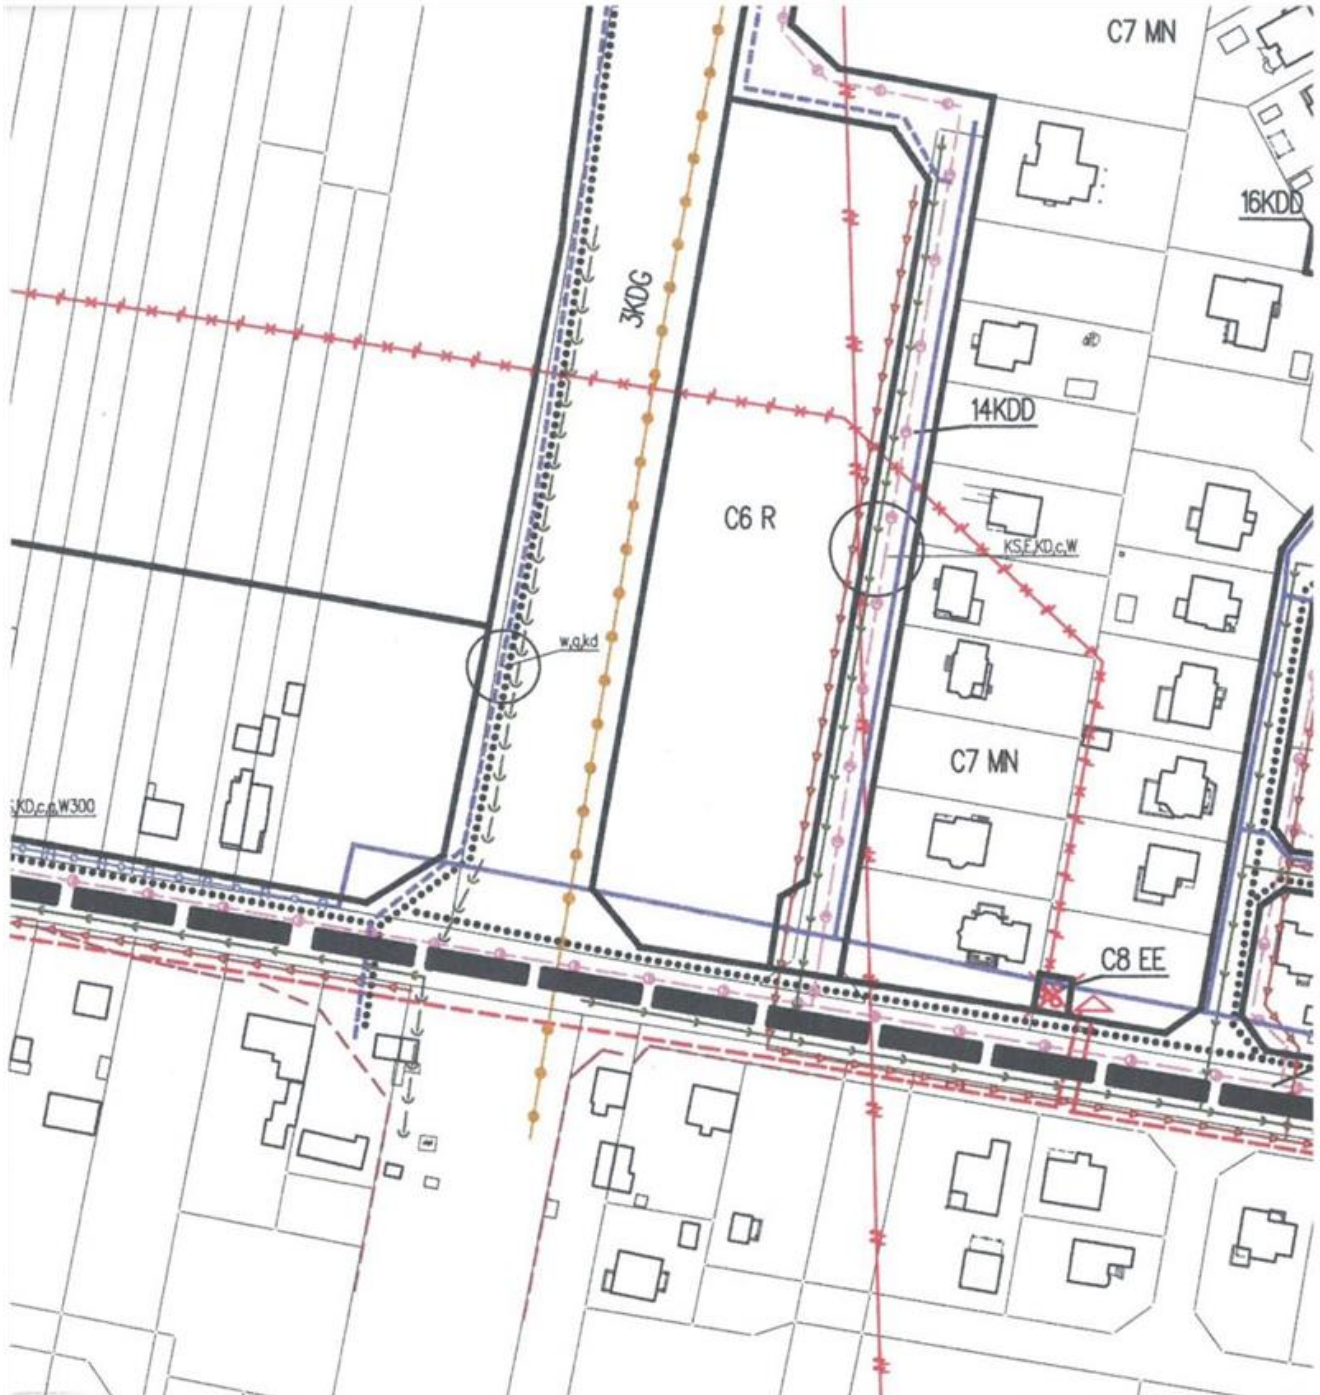 C7 MN
16KDD
3KDG
14KDD
C6 R
KS,E,KD,c,W
w,g,kd
C7 MN
,KD,c,g,W300
C8 EE